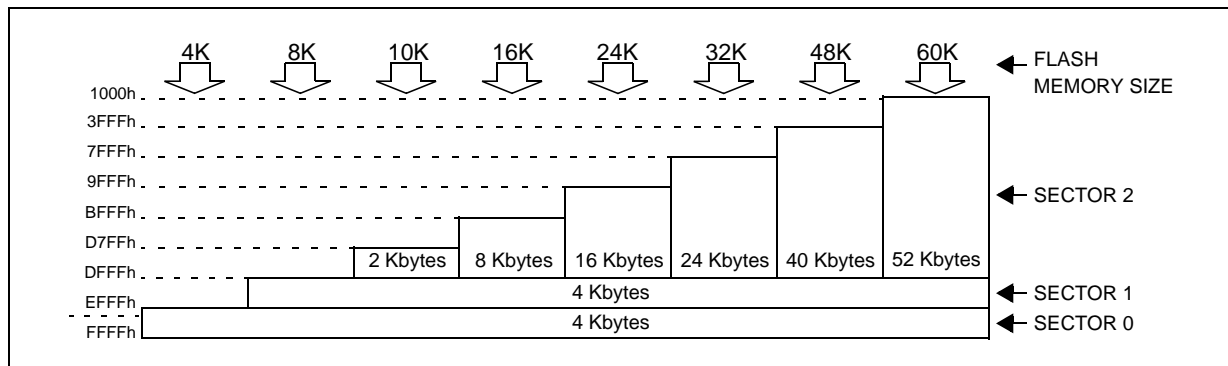 4K 8K 10K 16K 24K 32K 48K 60K FLASH
MEMORY SIZE
1000h
3FFFh
7FFFh
9FFFh
SECTOR 2
BFFFh
D7FFh
2 Kbytes 8 Kbytes 16 Kbytes 24 Kbytes 40 Kbytes 52 Kbytes
DFFFh
4 Kbytes SECTOR 1
EFFFh
4 Kbytes SECTOR 0
FFFFh